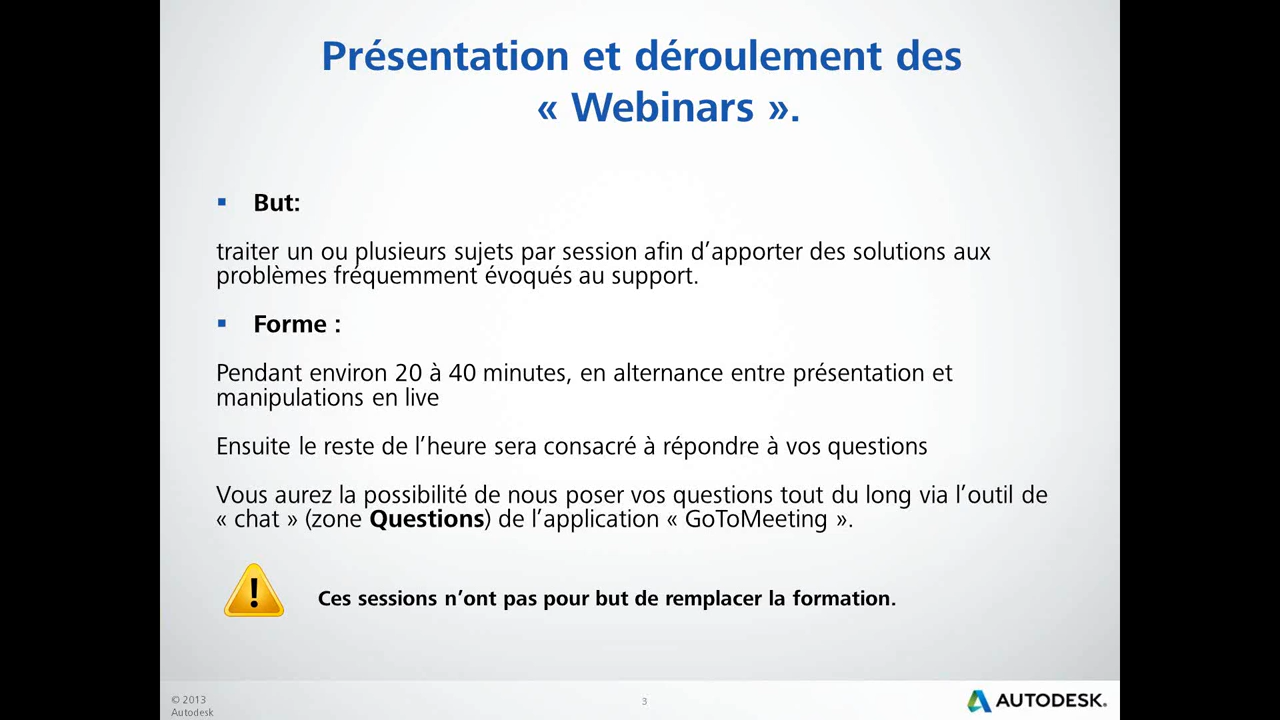 Présentation et déroulement des
« Webinars ».
▪ But:
traiter un ou plusieurs sujets par session afin d’apporter des solutions aux
problèmes fréquemment évoqués au support.
▪ Forme :
Pendant environ 20 à 40 minutes, en alternance entre présentation et
manipulations en live
Ensuite le reste de l’heure sera consacré à répondre à vos questions
Vous aurez la possibilité de nous poser vos questions tout du long via l’outil de
« chat » (zone Questions) de l’application « GoToMeeting ».
! Ces sessions n’ont pas pour but de remplacer la formation.
© 2013
Autodesk
3
AUTODESK.